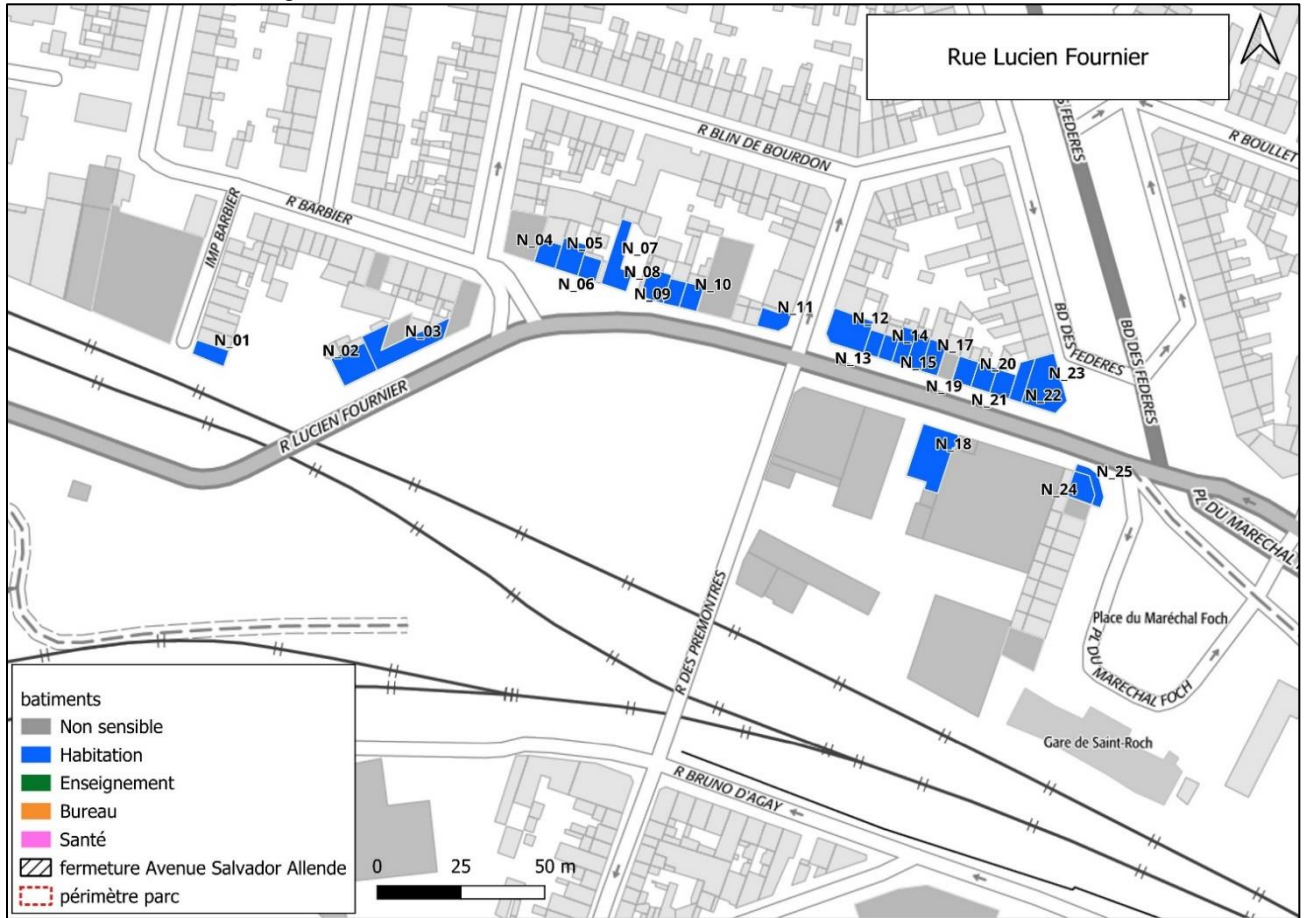 Rue Lucien Fournier
S FEDERES
R BOULLET
R BLIN DE BOURDON
R BARBIER
IMP BARBIER
N_04
N_05
N_06
N_07
N_08
N_09
N_10
N_11
N_01
N_02
N_03
N_12
N_13
N_14
N_15
N_17
N_19
N_20
N_21
N_22
N_23
BD DES FEDERES
BD DES FEDERES
R LUCIEN FOURNIER
N_18
N_24
N_25
PL DU MARECHAL F
R DES PREMONTRES
Place du Maréchal Foch
PL DU MARECHAL FOCH
Gare de Saint-Roch
R BRUNO D'AGAY
batiments
Non sensible
Habitation
Enseignement
Bureau
Santé
fermeture Avenue Salvador Allende
périmètre parc
0 25 50 m